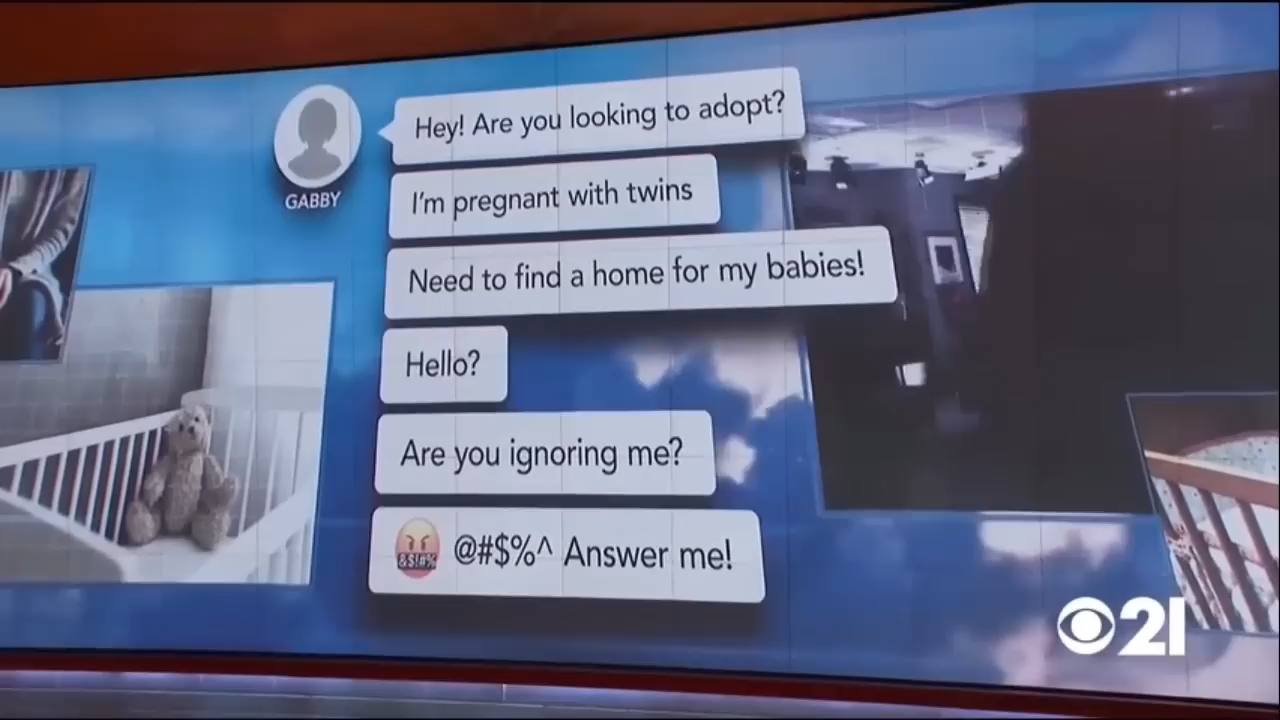 Hey! Are you looking to adopt?
GABBY
I'm pregnant with twins
Need to find a home for my babies!
Hello?
Are you ignoring me?
&$!#% @#$%^ Answer me!
21